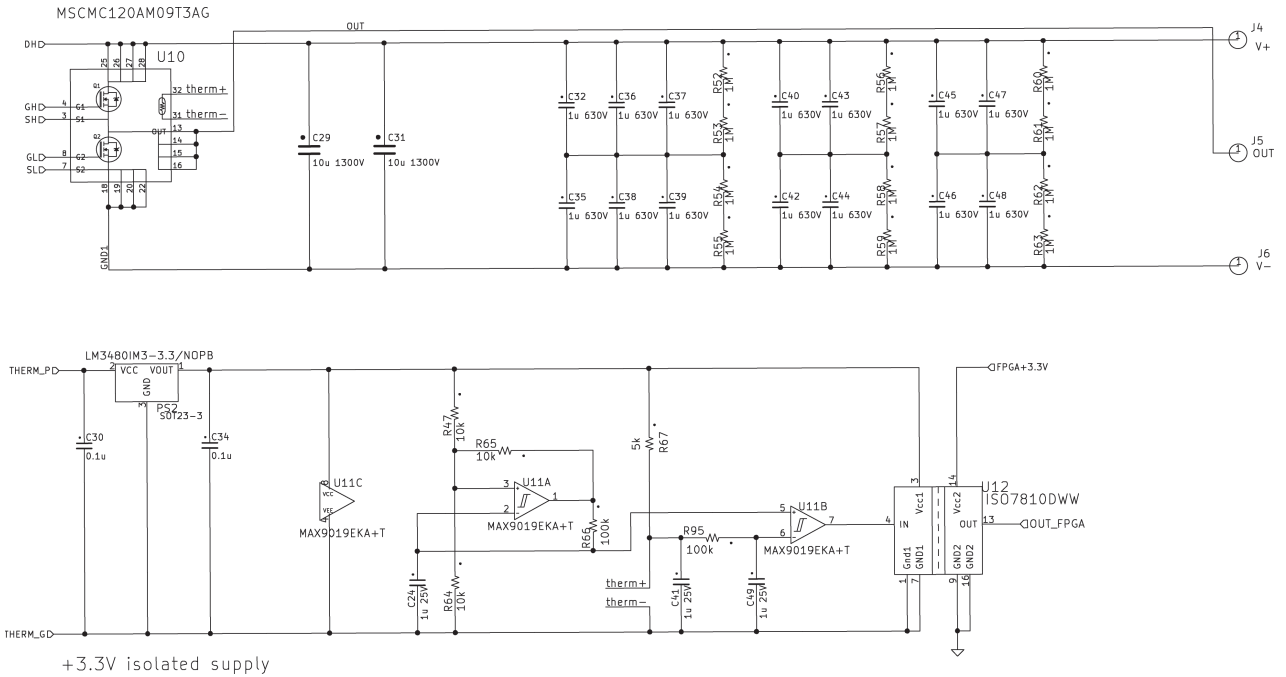 MSCMC120AM09T3AG
OUT
J4
1
V+
DH
25
26
27
28
U10
Q1
32 therm+
GH
4
G1
SH
3
S1
31 therm-
13
OUT
Q2
14
GL
8
G2
15
SL
7
S2
16
18
19
20
22
GND1
C29
10u 1300V
C31
10u 1300V
C32
1u 630V
C36
1u 630V
C37
1u 630V
R52
1M
R53
1M
C40
1u 630V
C43
1u 630V
R56
1M
R57
1M
C45
1u 630V
C47
1u 630V
R60
1M
R61
1M
J5
1
OUT
C35
1u 630V
C38
1u 630V
C39
1u 630V
R54
1M
R55
1M
C42
1u 630V
C44
1u 630V
R58
1M
R59
1M
C46
1u 630V
C48
1u 630V
R62
1M
R63
1M
J6
1
V-
LM3480IM3-3.3/NOPB
THERM_P
2
VCC VOUT
1
GND
3
PS2
SOT23-3
C30
0.1u
C34
0.1u
8
VCC
VEE
4
U11C
MAX9019EKA+T
R47
10k
R65
10k
3
+
2
-
U11A
1
MAX9019EKA+T
R66
100k
C24
1u 25V
R64
10k
5k
R67
therm+
therm-
R95
100k
C41
1u 25V
C49
1u 25V
5
+
6
-
U11B
7
MAX9019EKA+T
FPGA+3.3V
3
14
U12
ISO7810DWW
Vcc1
Vcc2
4
IN
OUT
13
OUT_FPGA
Gnd1
GND1
GND2
GND2
1
7
9
16
THERM_G
+3.3V isolated supply